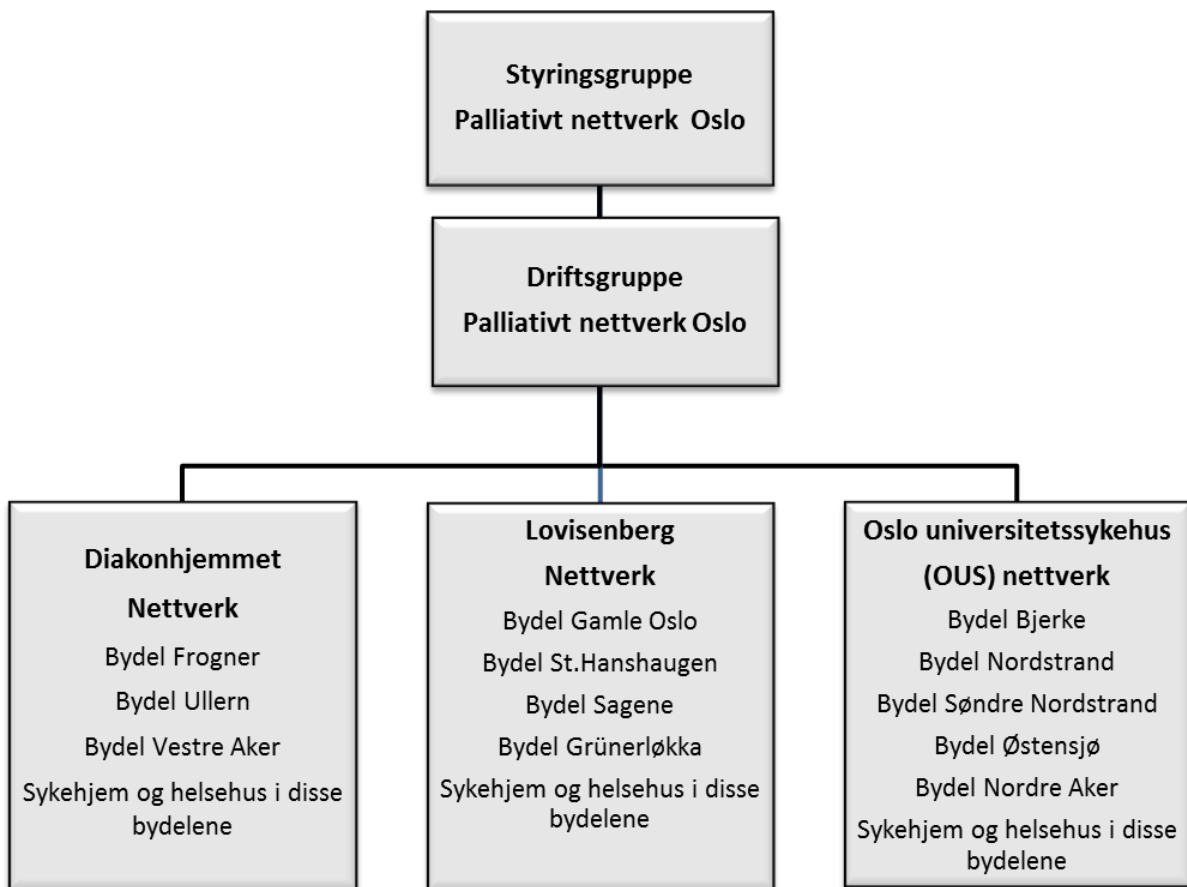 Styringsgruppe
Palliativt nettverk Oslo
Driftsgruppe
Palliativt nettverk Oslo
Diakonhjemmet
Nettverk
Bydel Frogner
Bydel Ullern
Bydel Vestre Aker
Sykehjem og helsehus i disse
bydelene
Lovisenberg
Nettverk
Bydel Gamle Oslo
Bydel St.Hanshaugen
Bydel Sagene
Bydel Grünerløkka
Sykehjem og helsehus i disse
bydelene
Oslo universitetssykehus
(OUS) nettverk
Bydel Bjerke
Bydel Nordstrand
Bydel Søndre Nordstrand
Bydel Østensjø
Bydel Nordre Aker
Sykehjem og helsehus i disse
bydelene